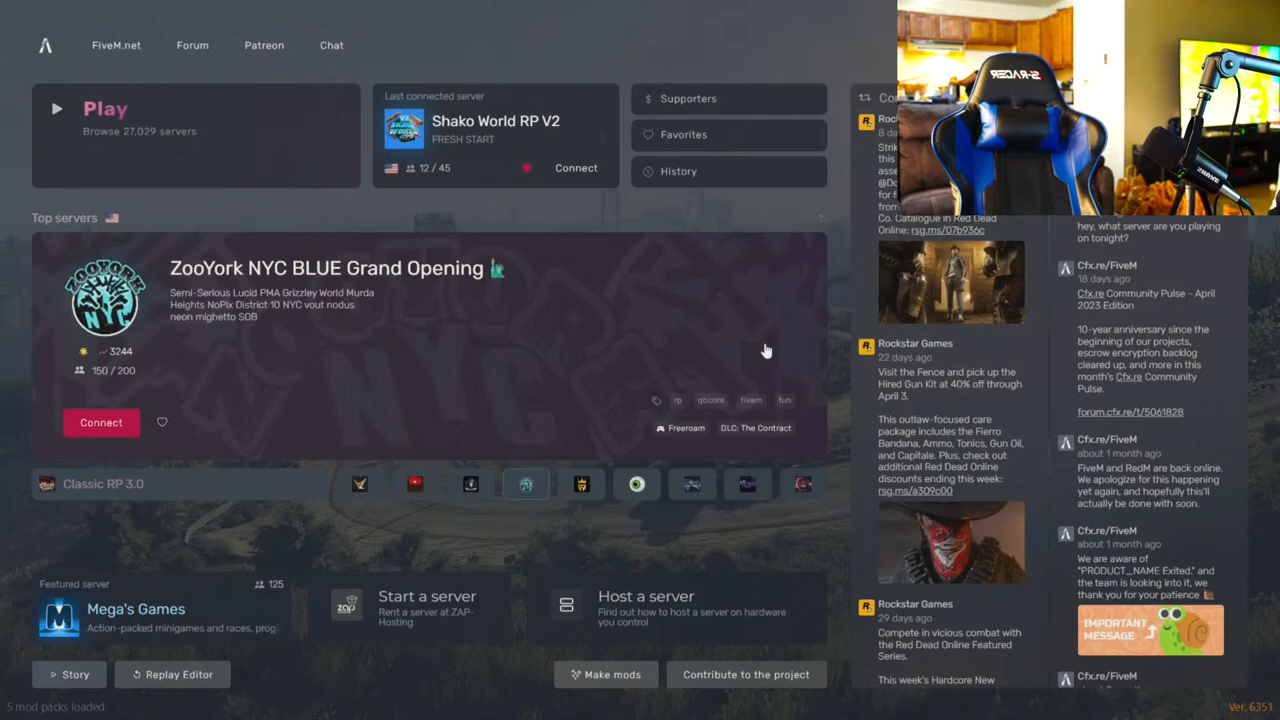 FiveM.net
Forum
Patreon
Chat
Play
Browse 27,029 servers
Last connected server
Shako World RP V2
FRESH START
12 / 45
Connect
$ Supporters
Favorites
History
Top servers
?
ZOOYORK
NYC
ZooYork NYC BLUE Grand Opening
Semi-Serious Lucid PMA Grizzley World Murda
Heights NoPix District 10 NYC vout nodus
neon mighetto SOB
3244
150 / 200
Connect
rp
qbcore
fivem
fun
Freeroam
DLC: The Contract
Classic RP 3.0
Featured server
125
Mega's Games
Action-packed minigames and races, prog
ZAP
Start a server
Rent a server at ZAP-
Hosting
Host a server
Find out how to host a server on hardware
you control
Story
Replay Editor
Make mods
Contribute to the project
5 mod packs loaded
Ver. 6351
Co. Catalogue in Red Dead
Online: rsg.ms/07b936c
Rockstar Games
22 days ago
Visit the Fence and pick up the
Hired Gun Kit at 40% off through
April 3.
This outlaw-focused care
package includes the Fierro
Bandana, Ammo, Tonics, Gun Oil,
and Capitale. Plus, check out
additional Red Dead Online
discounts ending this week:
rsg.ms/a309c00
Rockstar Games
29 days ago
Compete in vicious combat with
the Red Dead Online Featured
Series.
This week's Hardcore New
hey, what server are you playing
on tonight?
Cfx.re/FiveM
18 days ago
Cfx.re Community Pulse - April
2023 Edition
10-year anniversary since the
beginning of our projects,
escrow encryption backlog
cleared up, and more in this
month's Cfx.re Community
Pulse.
forum.cfx.re/t/5061828
Cfx.re/FiveM
about 1 month ago
FiveM and RedM are back online.
We apologize for this happening
yet again, and hopefully this'll
actually be done with soon.
Cfx.re/FiveM
about 1 month ago
We are aware of
"PRODUCT_NAME Exited." and
the team is looking into it, we
thank you for your patience
IMPORTANT
MESSAGE
Cfx.re/FiveM